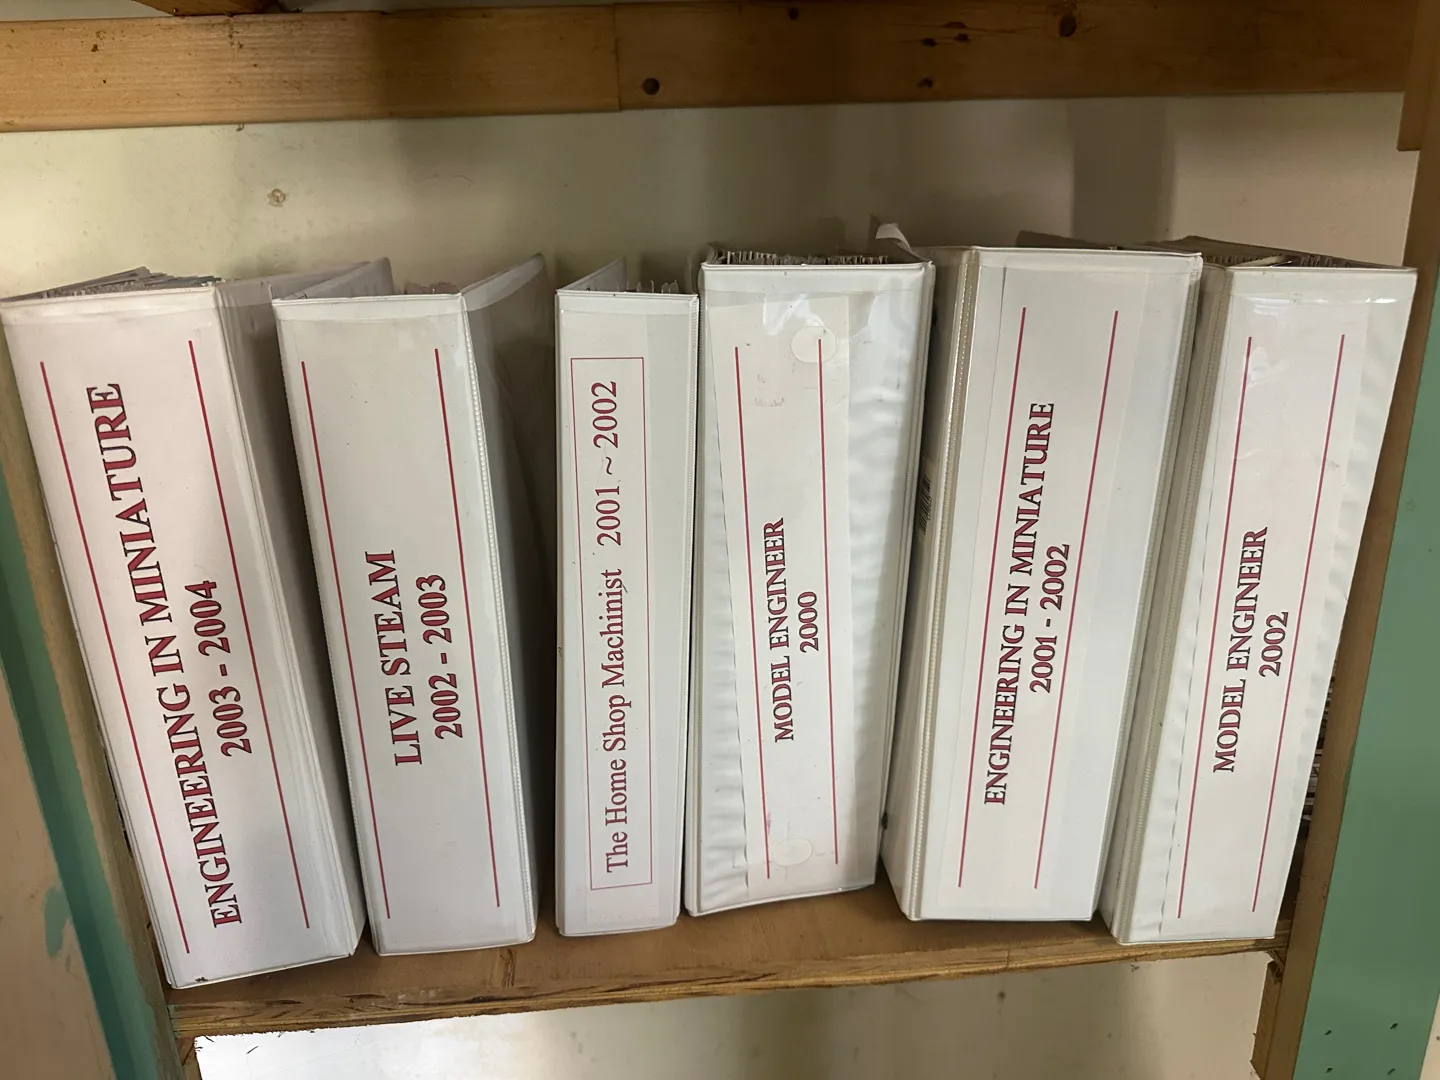 ENGINEERING IN MINIATURE
2003 - 2004
LIVE STEAM
2002 - 2003
The Home Shop Machinist 2001 ~ 2002
MODEL ENGINEER
2000
ENGINEERING IN MINIATURE
2001 - 2002
MODEL ENGINEER
2002